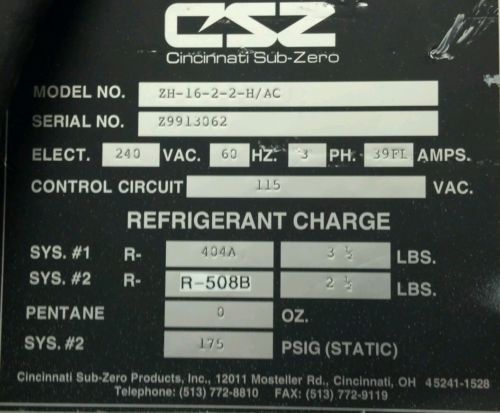 CSZ
Cincinnati Sub-Zero
MODEL NO. ZH-16-2-2-H/AC
SERIAL NO. Z9913062
ELECT. 240 VAC. 60 HZ. 3 PH. 39FL AMPS.
CONTROL CIRCUIT 115 VAC.
REFRIGERANT CHARGE
SYS. #1 R- 404A 3 ½ LBS.
SYS. #2 R- R-508B 2 ½ LBS.
PENTANE 0 OZ.
SYS. #2 175 PSIG (STATIC)
Cincinnati Sub-Zero Products, Inc., 12011 Mosteller Rd., Cincinnati, OH 45241-1528
Telephone: (513) 772-8810 FAX: (513) 772-9119